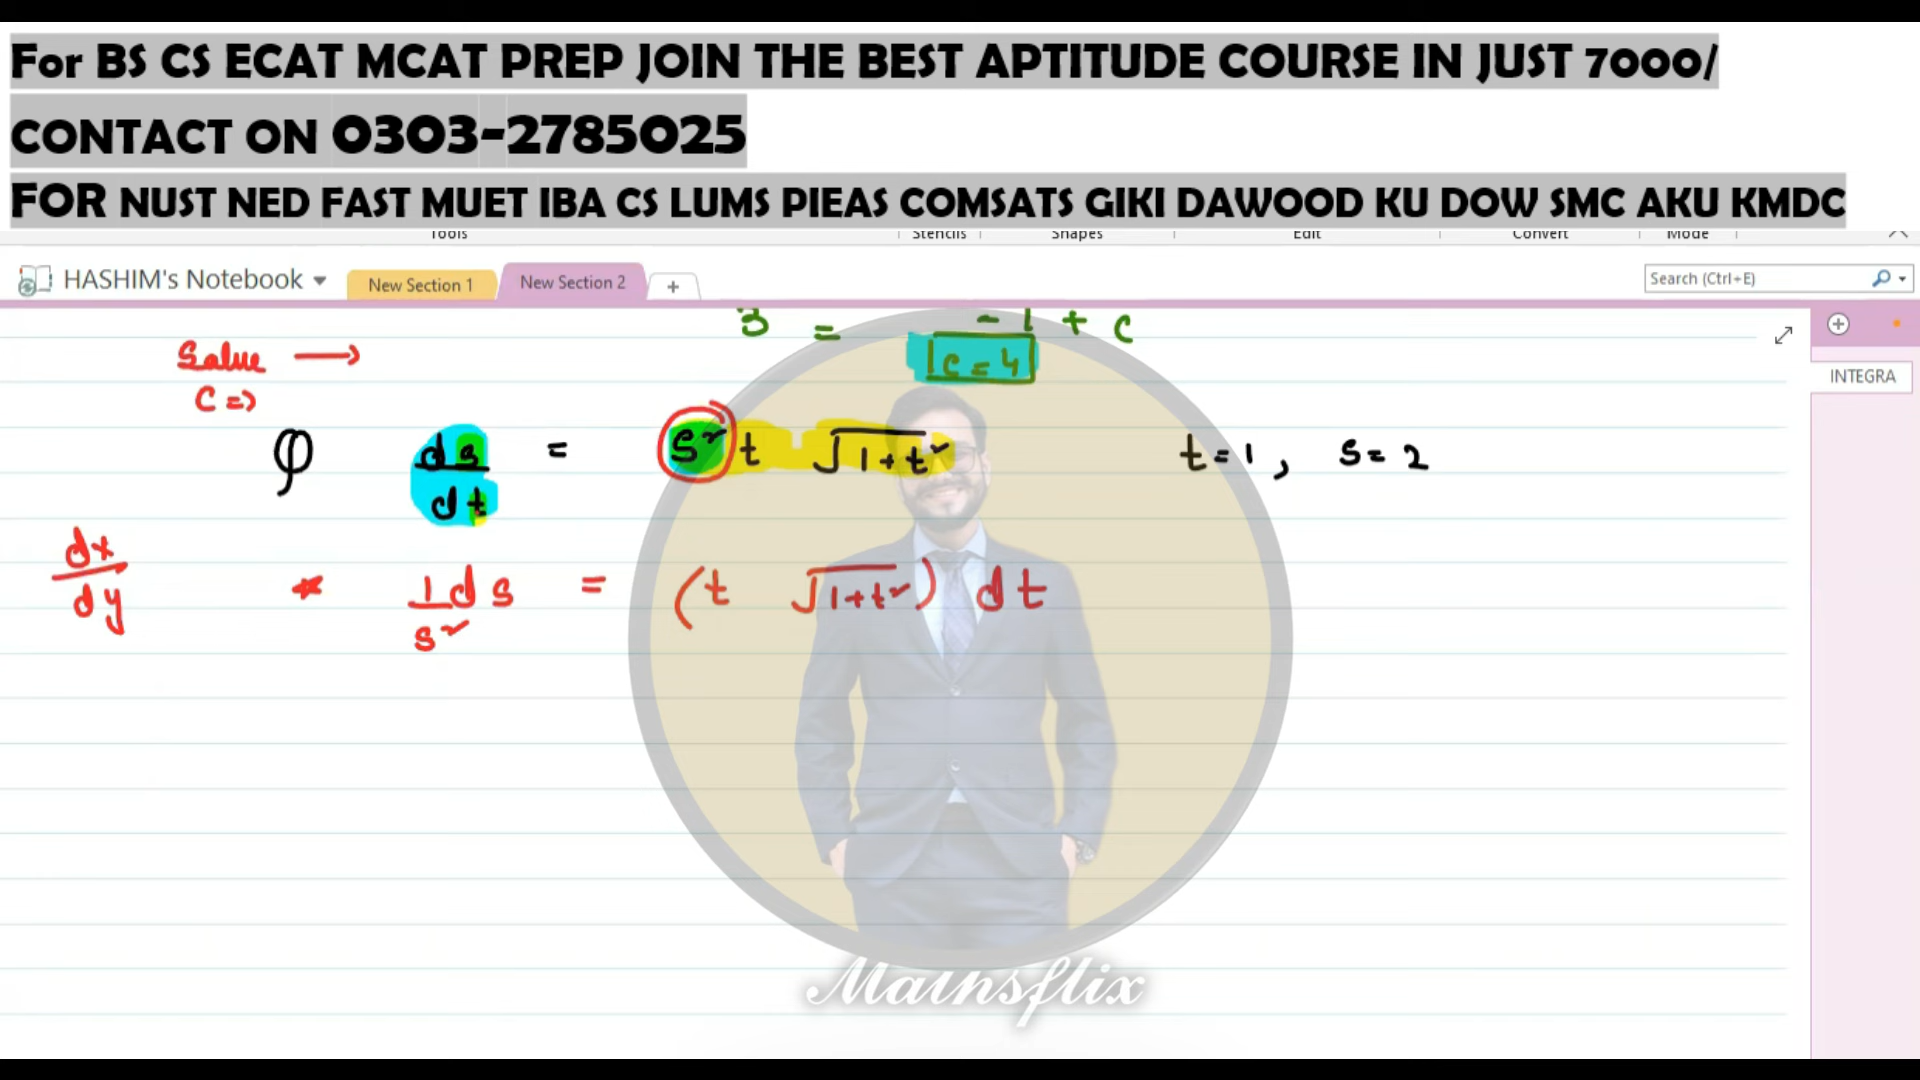 For BS CS ECAT MCAT PREP JOIN THE BEST APTITUDE COURSE IN JUST 7000/
CONTACT ON 0303-2785025
FOR NUST NED FAST MUET IBA CS LUMS PIEAS COMSATS GIKI DAWOOD KU DOW SMC AKU KMDC
Tools Stencils Shapes Edit Convert Mode
HASHIM's Notebook New Section 1 New Section 2 + Search (Ctrl+E)
3 = -1 + c
Salue →
c = 4
INTEGRA
C =>
φ ds/dt = s² t √1+t² t = 1 , s = 2
dx/dy * 1/s² ds = (t √1+t²) dt
Mainsflix